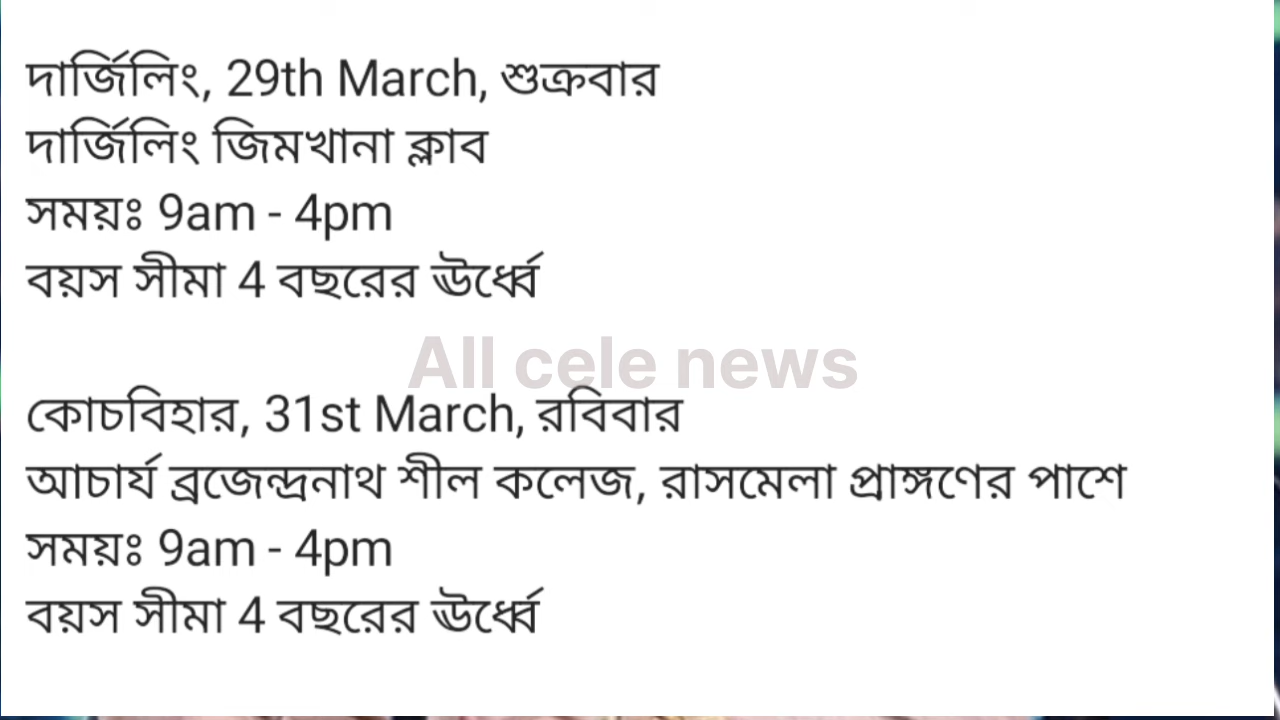 দার্জিলিং, 29th March, শুক্রবার
দার্জিলিং জিমখানা ক্লাব
সময়ঃ 9am - 4pm
বয়স সীমা 4 বছরের ঊর্ধ্বে
All cele news
কোচবিহার, 31st March, রবিবার
আচার্য ব্রজেন্দ্রনাথ শীল কলেজ, রাসমেলা প্রাঙ্গণের পাশে
সময়ঃ 9am - 4pm
বয়স সীমা 4 বছরের ঊর্ধ্বে